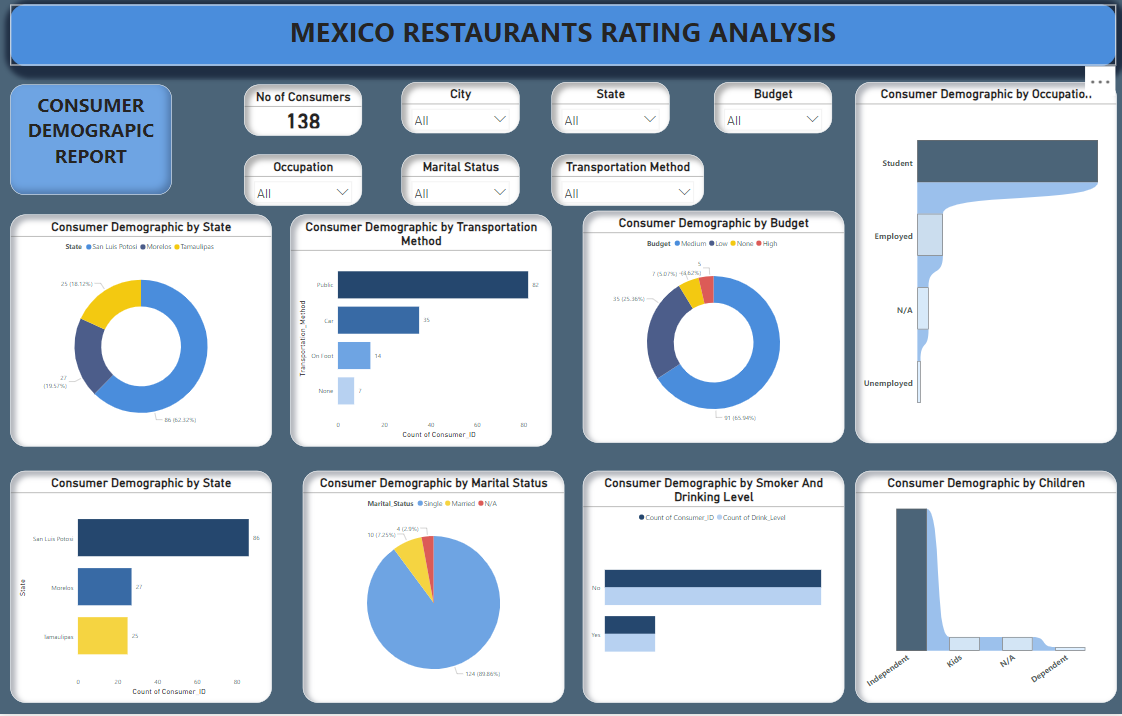 MEXICO RESTAURANTS RATING ANALYSIS
CONSUMER
DEMOGRAPIC
REPORT
No of Consumers
138
City
All
State
All
Budget
All
Occupation
All
Marital Status
All
Transportation Method
All
Consumer Demographic by Occupation
Student
Employed
N/A
Unemployed
Consumer Demographic by State
State San Luis Potosi Morelos Tamaulipas
25 (18.12%)
27
(19.57%)
86 (62.32%)
Consumer Demographic by Transportation
Method
Transportation_Method
Public 82
Car 35
On Foot 14
None 7
0 20 40 60 80
Count of Consumer_ID
Consumer Demographic by Budget
Budget Medium Low None High
5
7 (5.07%) (4.62%)
35 (25.36%)
91 (65.94%)
Consumer Demographic by State
State
San Luis Potosi 86
Morelos 27
Tamaulipas 25
0 20 40 60 80
Count of Consumer_ID
Consumer Demographic by Marital Status
Marital_Status Single Married N/A
4 (2.9%)
10 (7.25%)
124 (89.86%)
Consumer Demographic by Smoker And
Drinking Level
Count of Consumer_ID Count of Drink_Level
No
Yes
Consumer Demographic by Children
Independent
Kids
N/A
Dependent